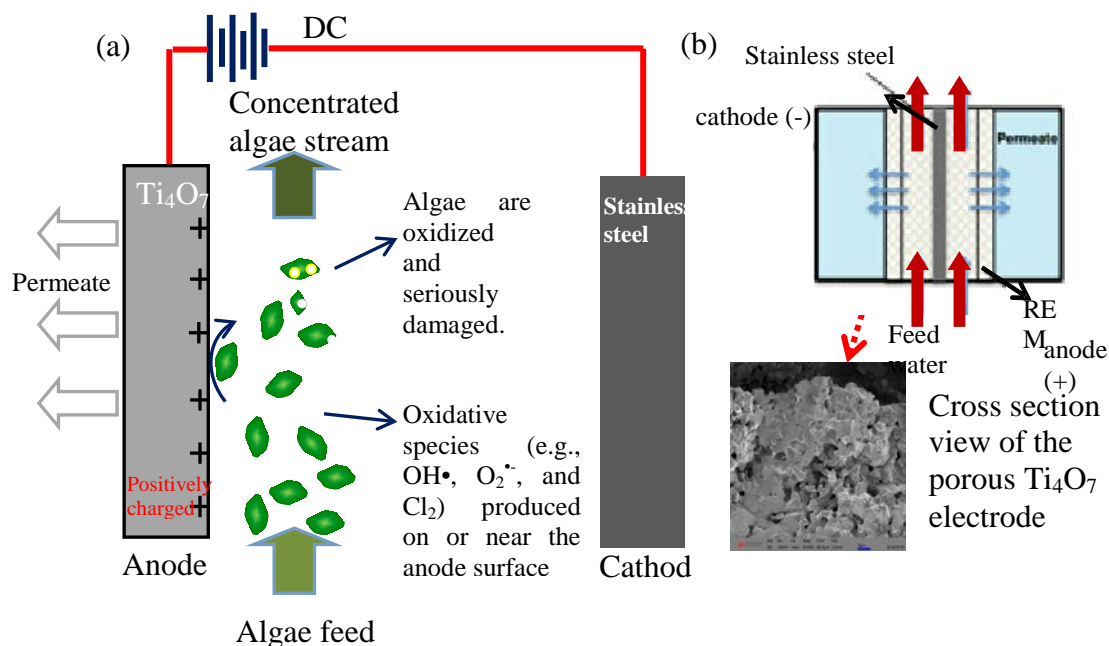 (a)
DC
Concentrated
algae stream
Ti₄O₇
Algae are
oxidized
and
seriously
damaged.
Permeate
Stainless
steel
Oxidative
species (e.g.,
OH•, O₂•-, and
Cl₂) produced
on or near the
anode surface
Positively
charged
Anode
Cathod
Algae feed
(b)
Stainless steel
cathode (-)
Permeate
Feed
water
RE
M
anode
(+)
Cross section
view of the
porous Ti₄O₇
electrode